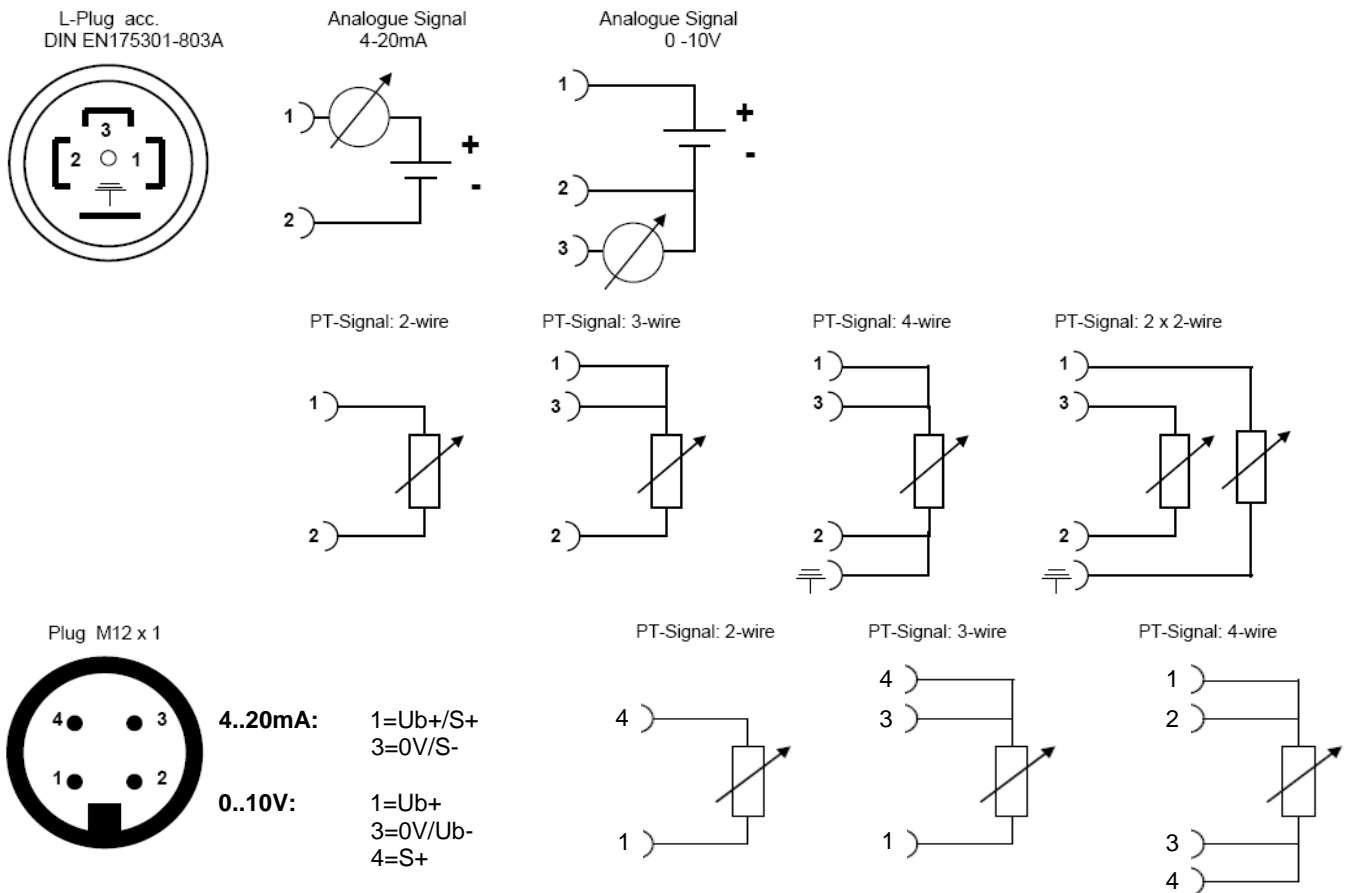 L-Plug acc.
DIN EN175301-803A
3
2
1
Analogue Signal
4-20mA
1
+
-
2
Analogue Signal
0 -10V
1
+
-
2
3
PT-Signal: 2-wire
1
2
PT-Signal: 3-wire
1
3
2
PT-Signal: 4-wire
1
3
2
PT-Signal: 2 x 2-wire
1
3
2
Plug M12 x 1
4
3
1
2
4..20mA: 1=Ub+/S+
3=0V/S-
0..10V: 1=Ub+
3=0V/Ub-
4=S+
PT-Signal: 2-wire
4
1
PT-Signal: 3-wire
4
3
1
PT-Signal: 4-wire
1
2
3
4